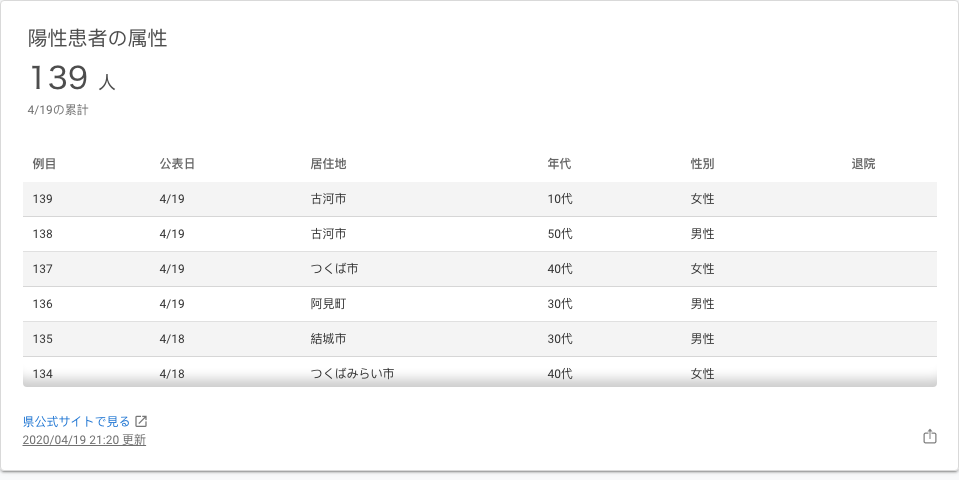 陽性患者の属性
139 人
4/19の累計
例目 公表日 居住地 年代 性別 退院
139 4/19 古河市 10代 女性
138 4/19 古河市 50代 男性
137 4/19 つくば市 40代 女性
136 4/19 阿見町 30代 男性
135 4/18 結城市 30代 男性
134 4/18 つくばみらい市 40代 女性
県公式サイトで見る
2020/04/19 21:20 更新